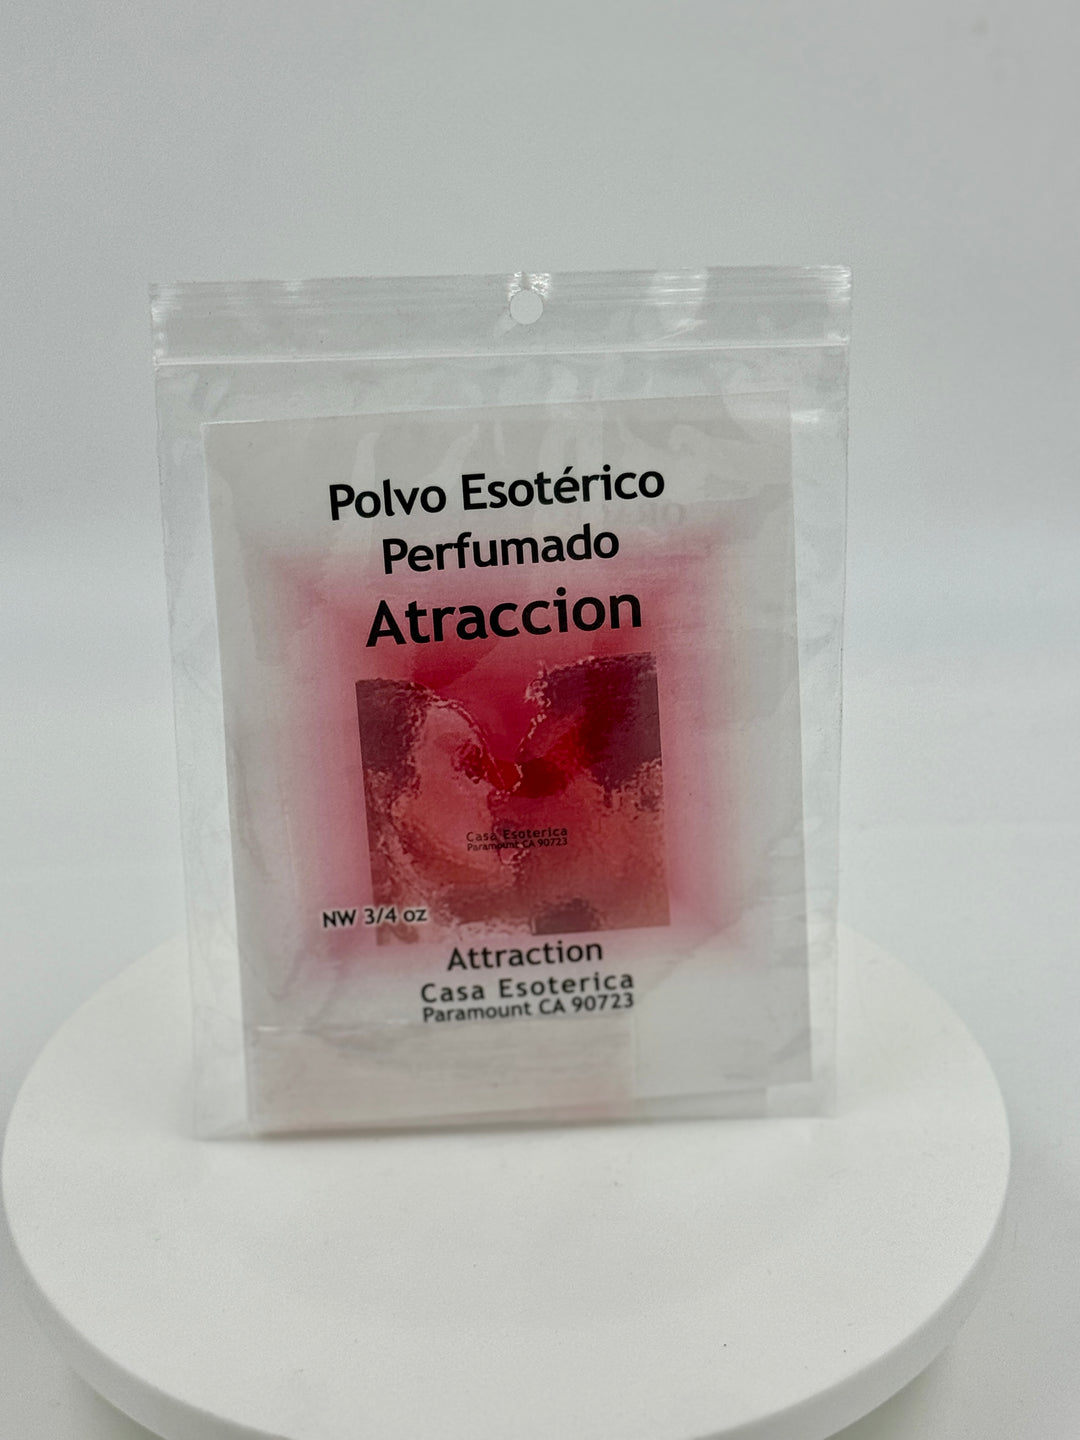 Polvo Esotérico
Perfumado
Atraccion
Casa Esoterica
Paramount CA 90723
NW 3/4 oz
Attraction
Casa Esoterica
Paramount CA 90723